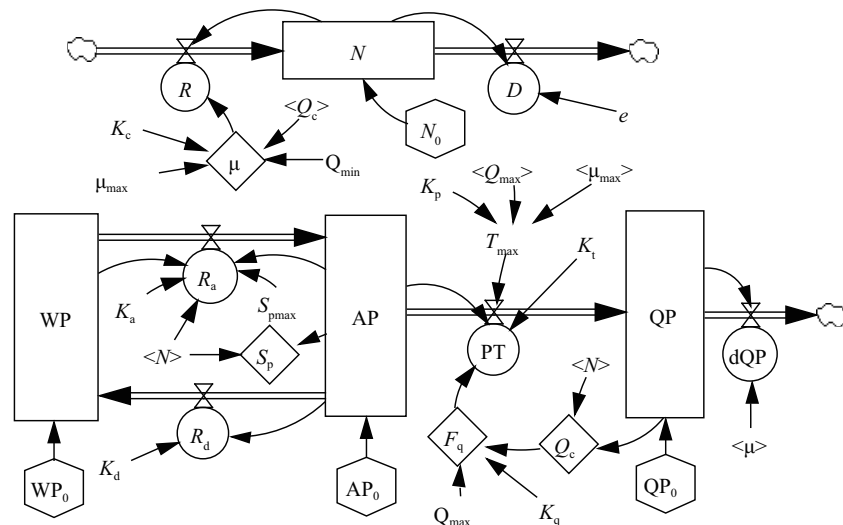 N
R
D
<Qc>
Kc
N0
e
μ
Qmin
μmax
<Qmax>
<μmax>
Kp
Tmax
Kt
Ra
WP
Ka
Spmax
AP
QP
<N>
Sp
PT
dQP
<N>
Rd
Fq
Qc
<μ>
Kd
WP0
AP0
QP0
Qmax
Kq